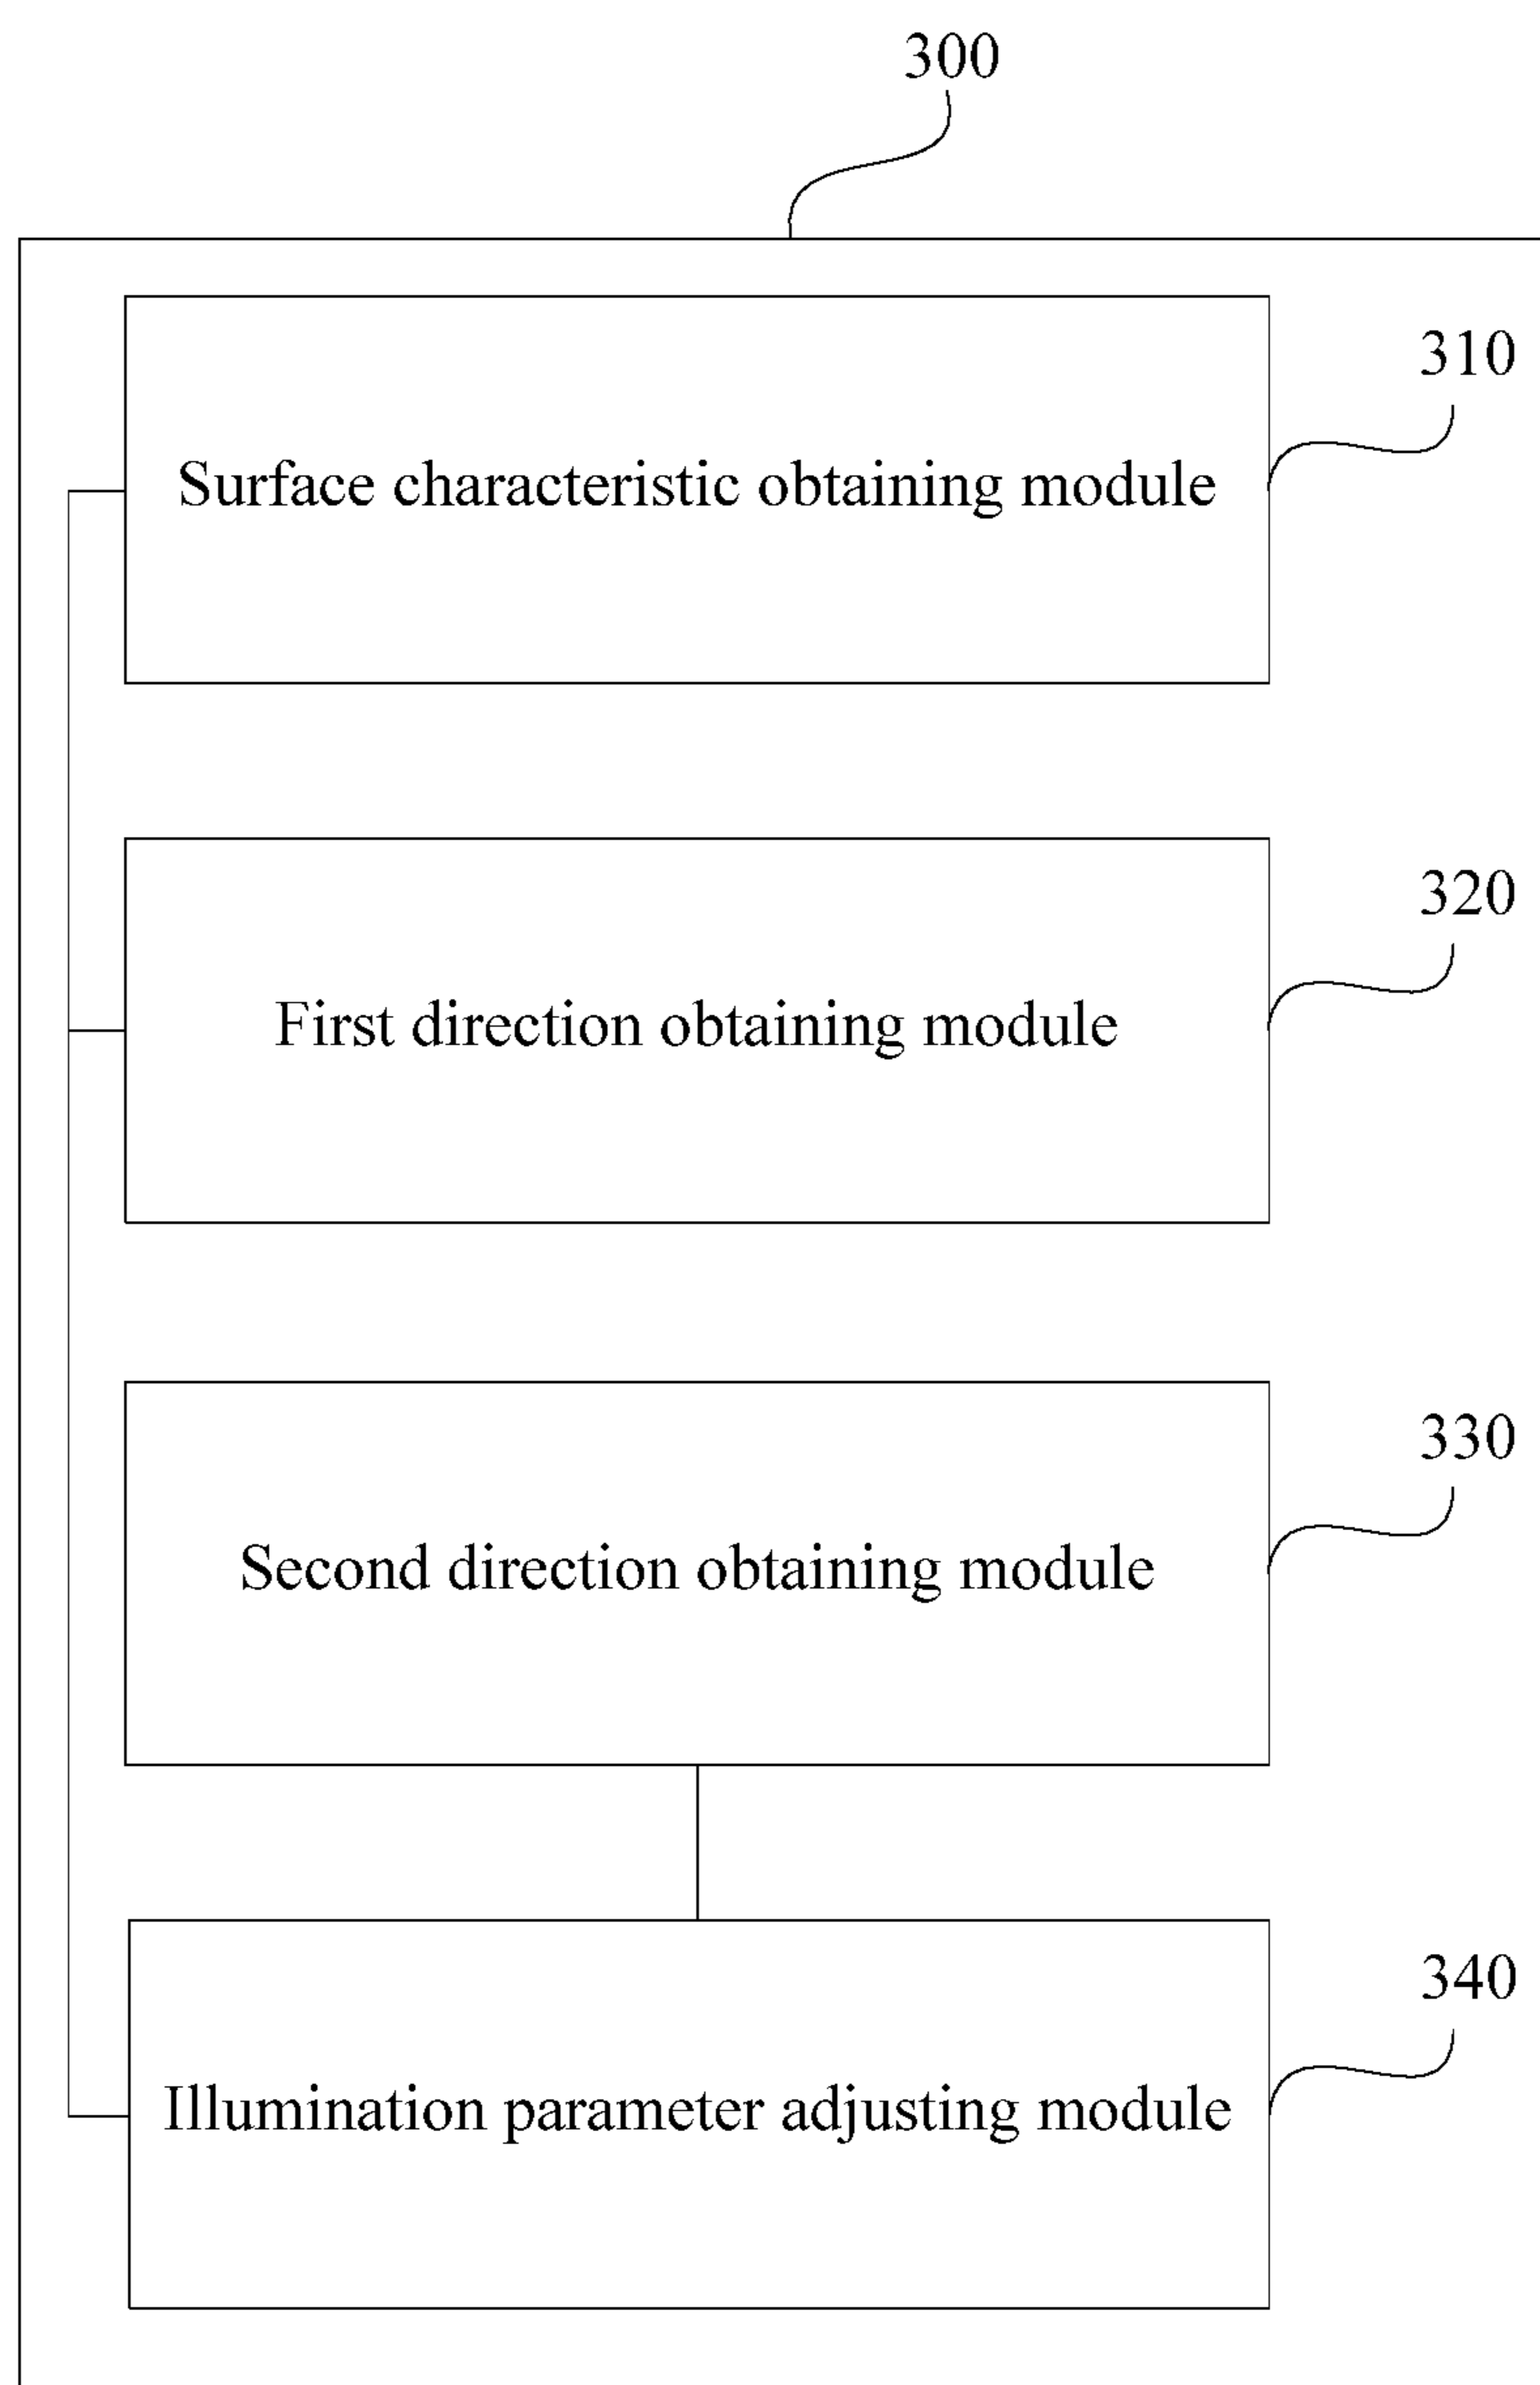 300
310
Surface characteristic obtaining module
320
First direction obtaining module
330
Second direction obtaining module
340
Illumination parameter adjusting module